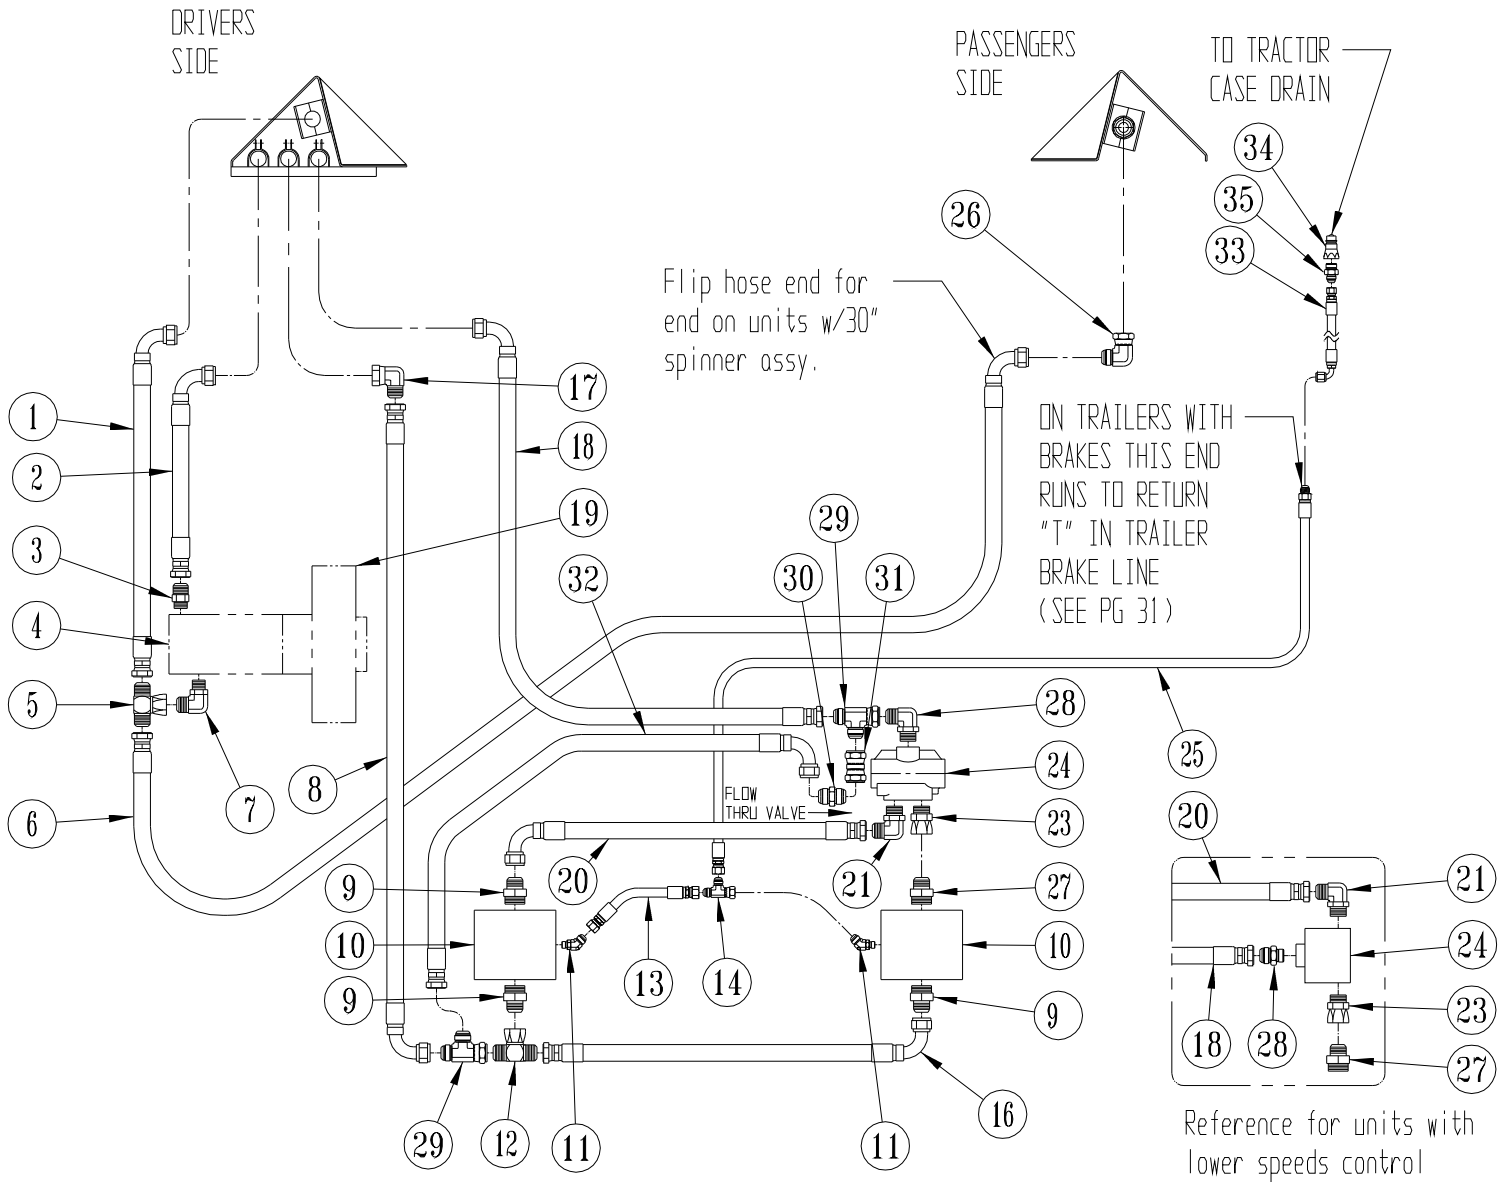 DRIVERS
SIDE
PASSENGERS
SIDE
TO TRACTOR
CASE DRAIN
34
35
33
26
Flip hose end for
end on units w/30"
spinner assy.
17
1
18
2
ON TRAILERS WITH
BRAKES THIS END
RUNS TO RETURN
"T" IN TRAILER
BRAKE LINE
(SEE PG 31)
19
29
3
32
30
31
4
5
28
25
24
8
7
6
FLOW
THRU VALVE
23
20
9
20
21
27
21
10
10
24
13
14
9
9
23
18
28
27
16
29
12
11
11
Reference for units with
lower speeds control